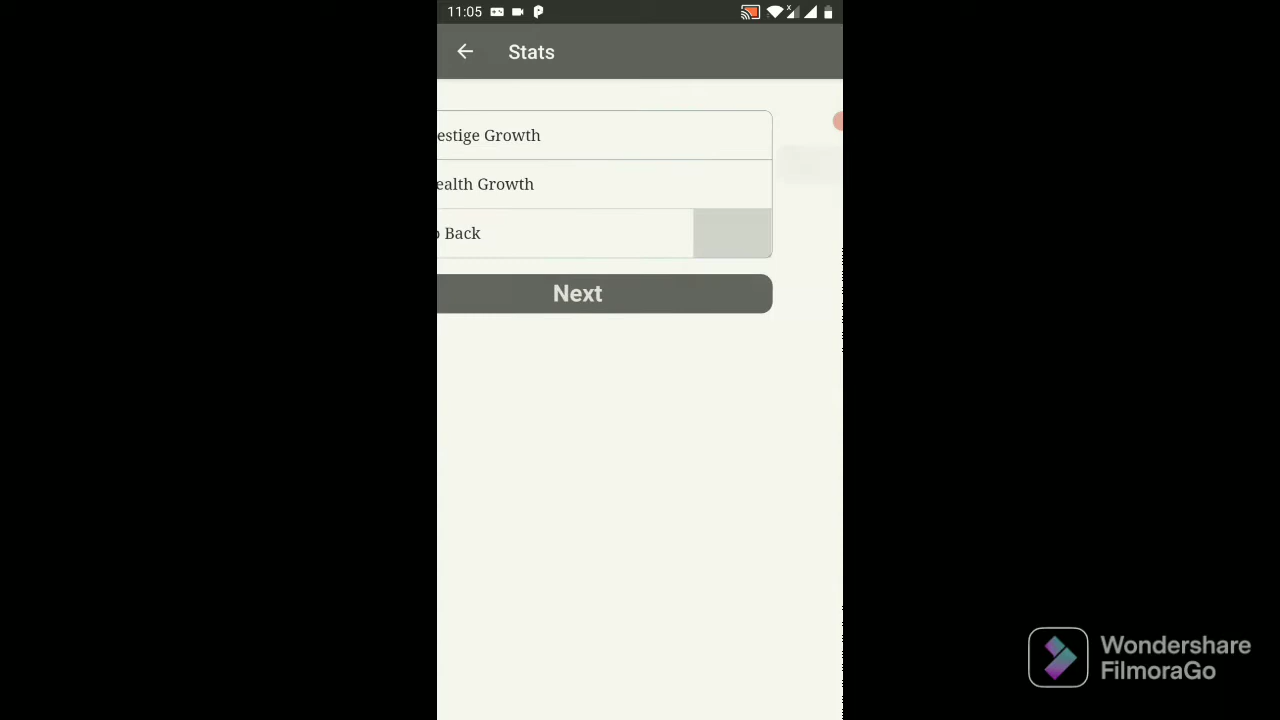 11:05
Stats
estige Growth
ealth Growth
Back
Next
Wondershare
FilmoraGo